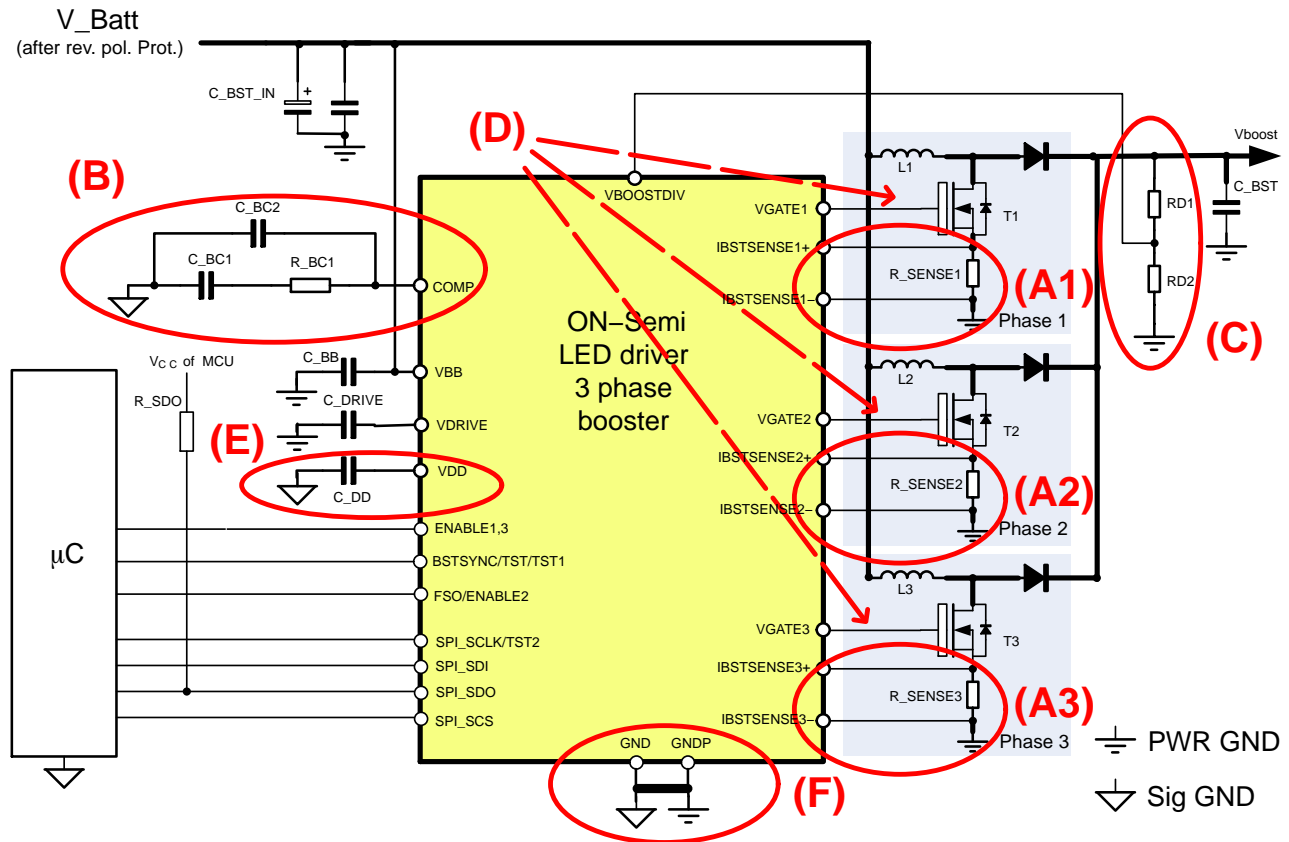 V_Batt
(after rev. pol. Prot.)
C_BST_IN
+
(D)
(B)
C_BC2
C_BC1
R_BC1
COMP
VBOOSTDIV
VGATE1
IBSTSENSE1+
IBSTSENSE1−
L1
T1
R_SENSE1
(A1)
Phase 1
Vboost
C_BST
RD1
RD2
(C)
ON−Semi
LED driver
3 phase
booster
VCC of MCU
R_SDO
C_BB
VBB
C_DRIVE
VDRIVE
(E)
VDD
C_DD
L2
VGATE2
T2
IBSTSENSE2+
R_SENSE2
(A2)
IBSTSENSE2−
Phase 2
µC
ENABLE1,3
BSTSYNC/TST/TST1
FSO/ENABLE2
SPI_SCLK/TST2
SPI_SDI
SPI_SDO
SPI_SCS
L3
VGATE3
T3
IBSTSENSE3+
R_SENSE3
(A3)
IBSTSENSE3−
Phase 3
GND
GNDP
(F)
PWR GND
Sig GND